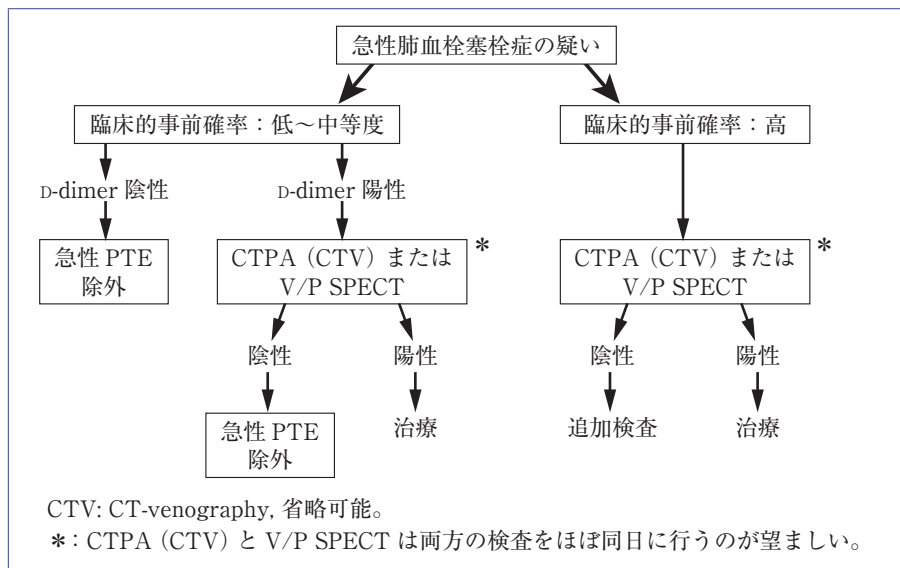 急性肺血栓塞栓症の疑い
臨床的事前確率：低〜中等度
臨床的事前確率：高
D-dimer 陰性
D-dimer 陽性
急性 PTE
除外
CTPA（CTV）または
V/P SPECT
*
CTPA（CTV）または
V/P SPECT
*
陰性
陽性
陰性
陽性
急性 PTE
除外
治療
追加検査
治療
CTV: CT-venography, 省略可能。
*：CTPA（CTV）と V/P SPECT は両方の検査をほぼ同日に行うのが望ましい。